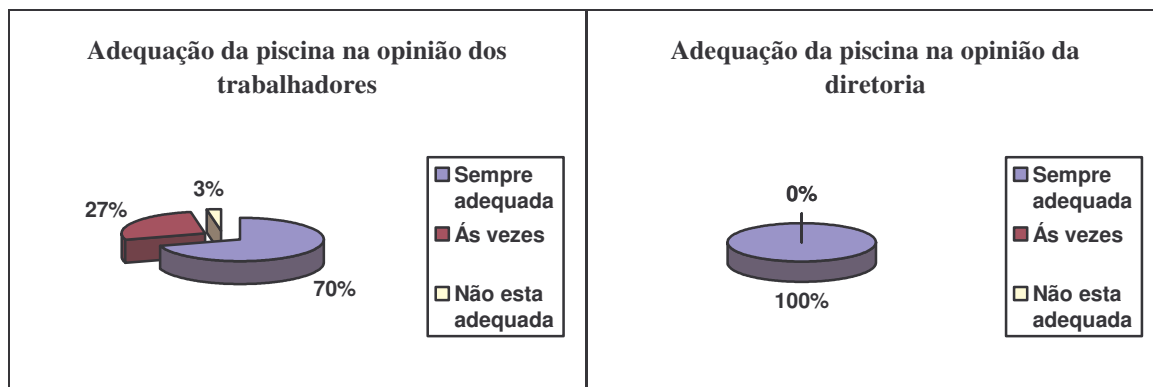 Adequação da piscina na opinião dos
trabalhadores
3%
27%
70%
Sempre
adequada
Ás vezes
Não esta
adequada
Adequação da piscina na opinião da
diretoria
0%
100%
Sempre
adequada
Ás vezes
Não esta
adequada